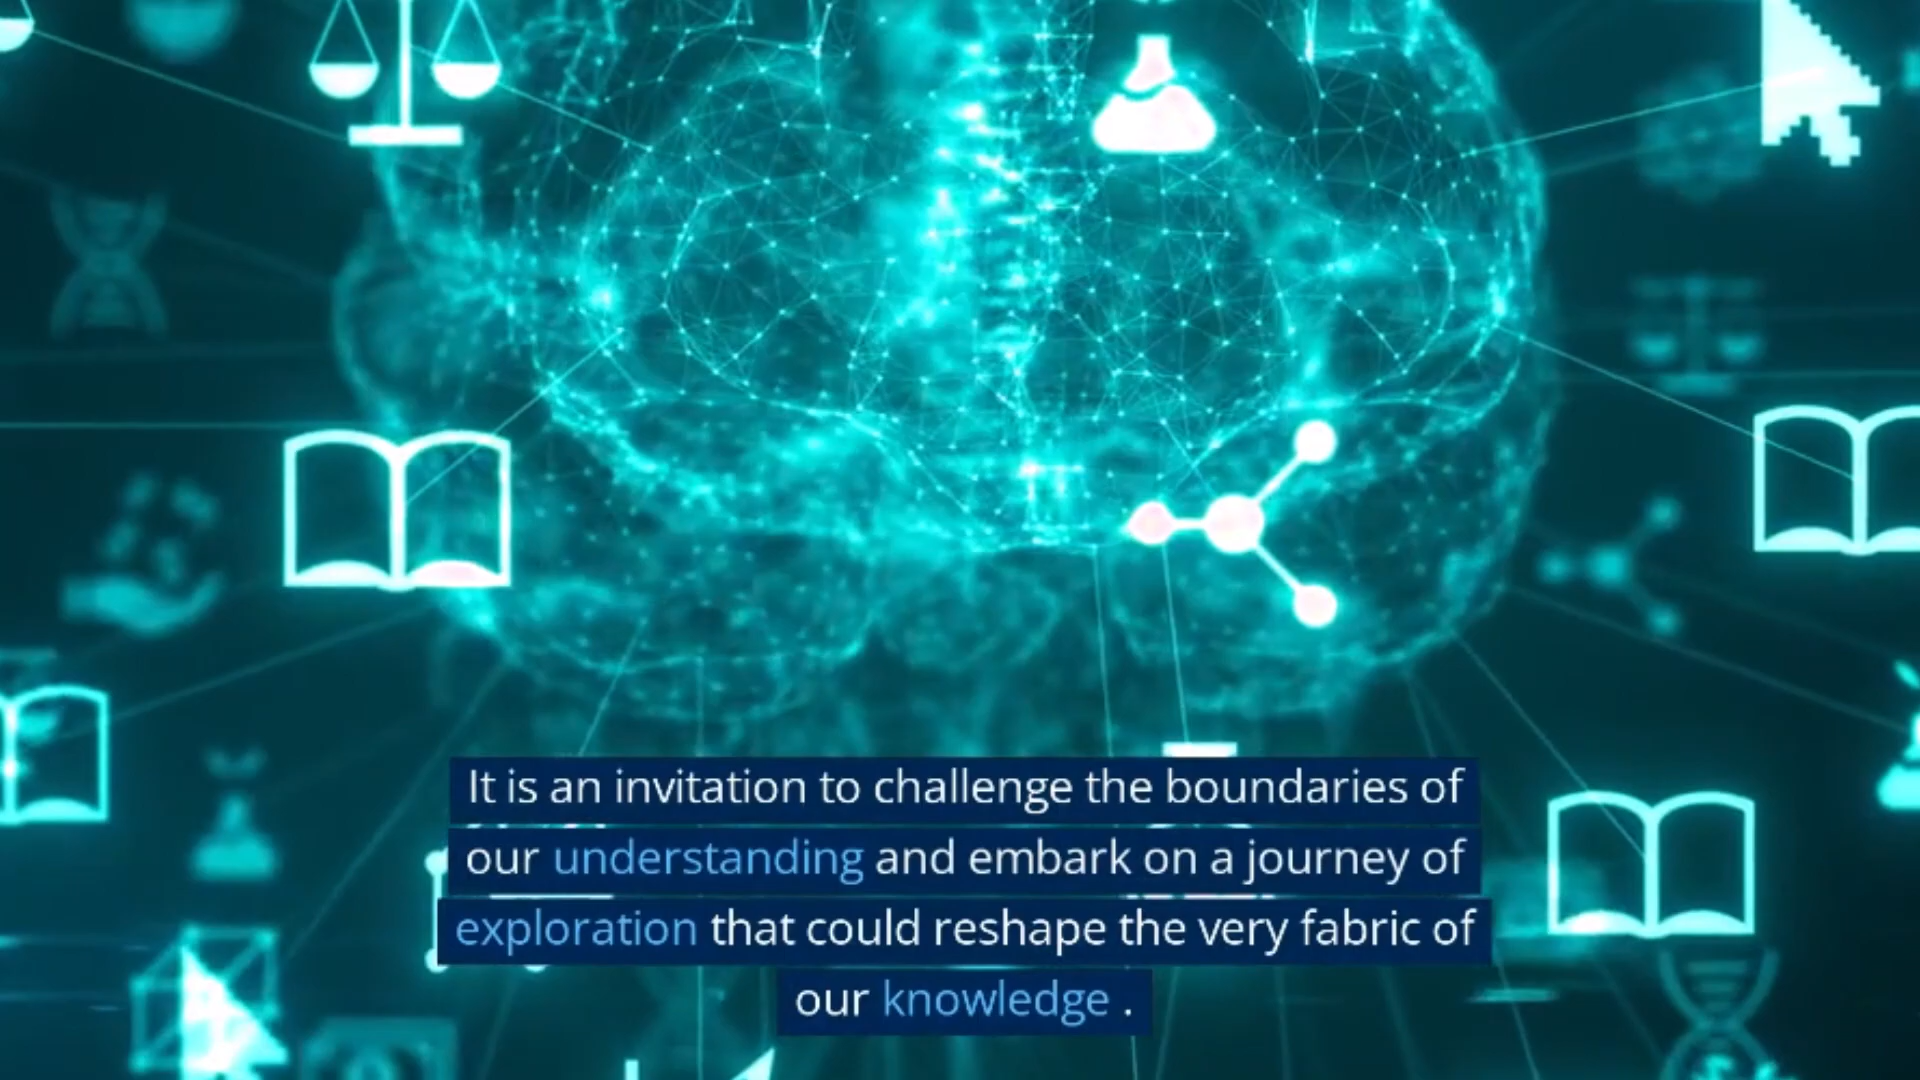 It is an invitation to challenge the boundaries of
our understanding and embark on a journey of
exploration that could reshape the very fabric of
our knowledge .